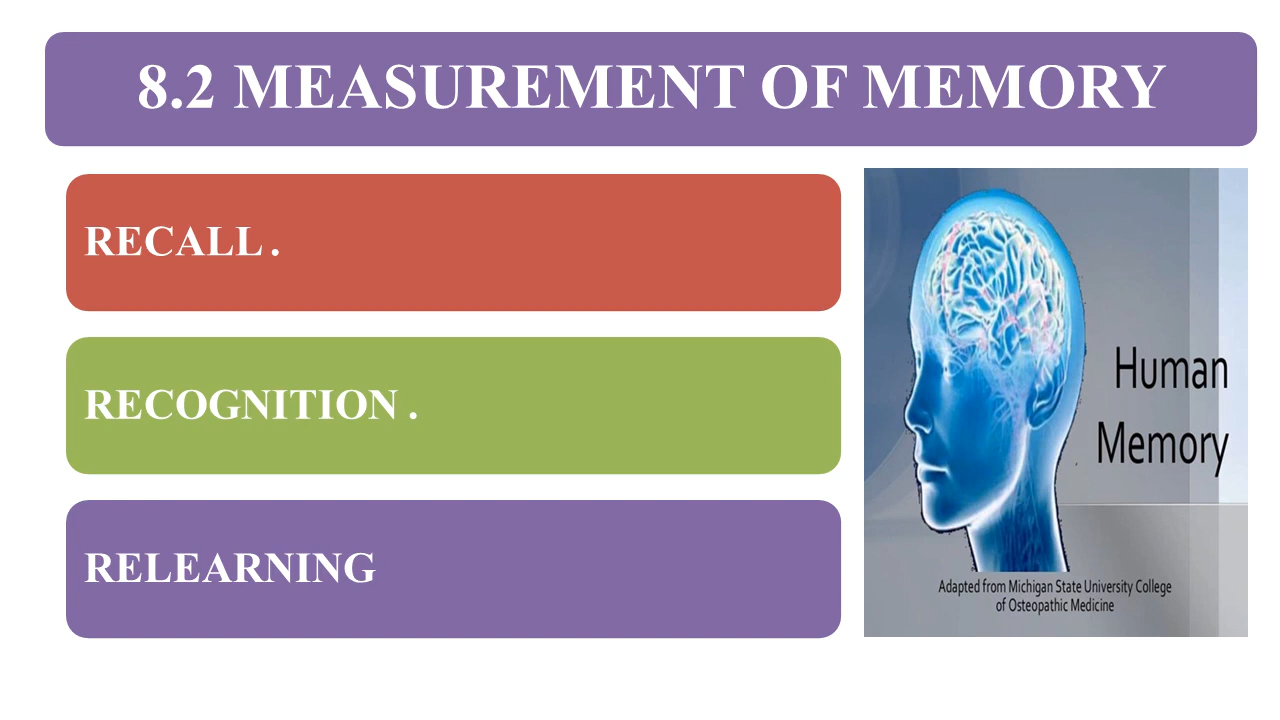 8.2 MEASUREMENT OF MEMORY
RECALL .
RECOGNITION .
RELEARNING
Human
Memory
Adapted from Michigan State University College
of Osteopathic Medicine